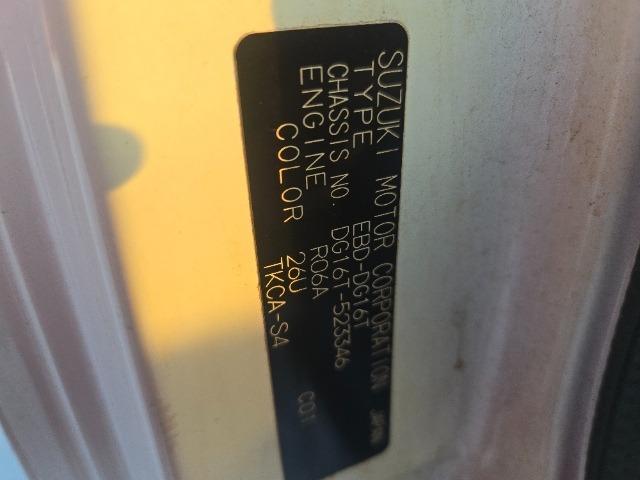 SUZUKI MOTOR CORPORATION JAPAN
TYPE EBD-DG16T
CHASSIS NO. DG16T-523346
ENGINE R06A
COLOR 26U C01
TKCA-S4